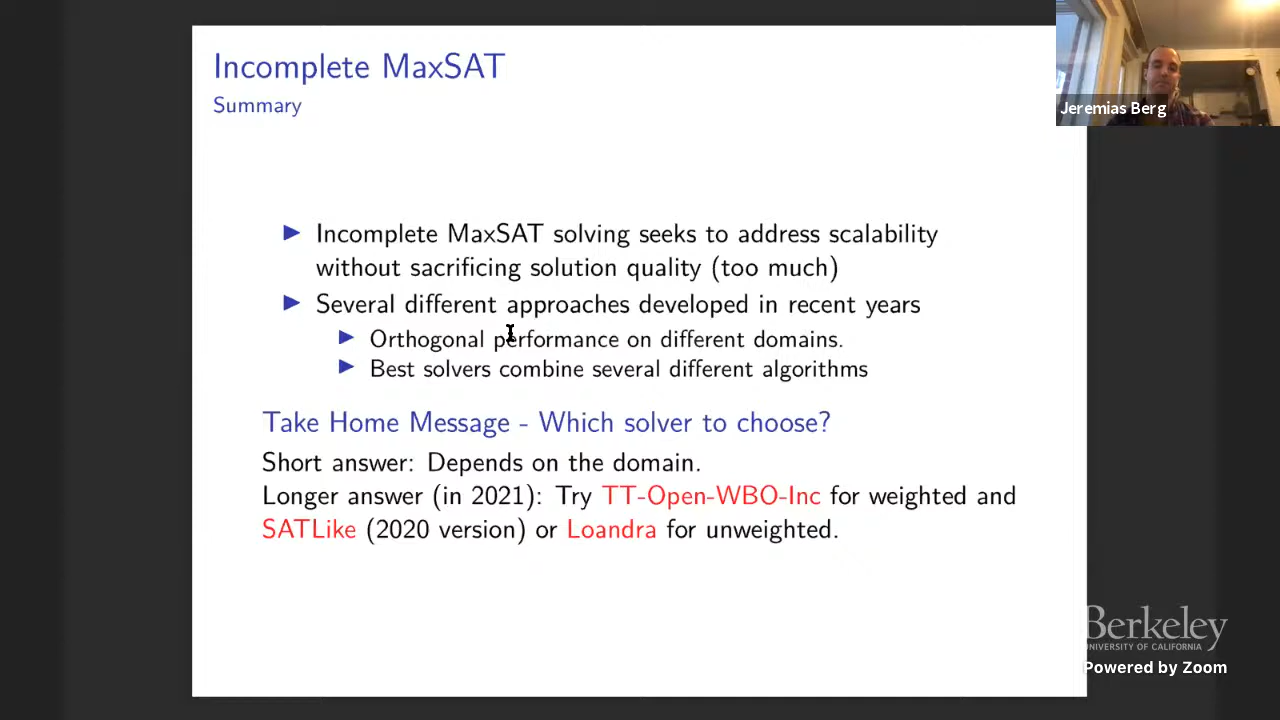 Incomplete MaxSAT
Summary
Jeremias Berg
▶ Incomplete MaxSAT solving seeks to address scalability
without sacrificing solution quality (too much)
▶ Several different approaches developed in recent years
▶ Orthogonal performance on different domains.
▶ Best solvers combine several different algorithms
Take Home Message - Which solver to choose?
Short answer: Depends on the domain.
Longer answer (in 2021): Try TT-Open-WBO-Inc for weighted and
SATLike (2020 version) or Loandra for unweighted.
Berkeley
UNIVERSITY OF CALIFORNIA
Powered by Zoom